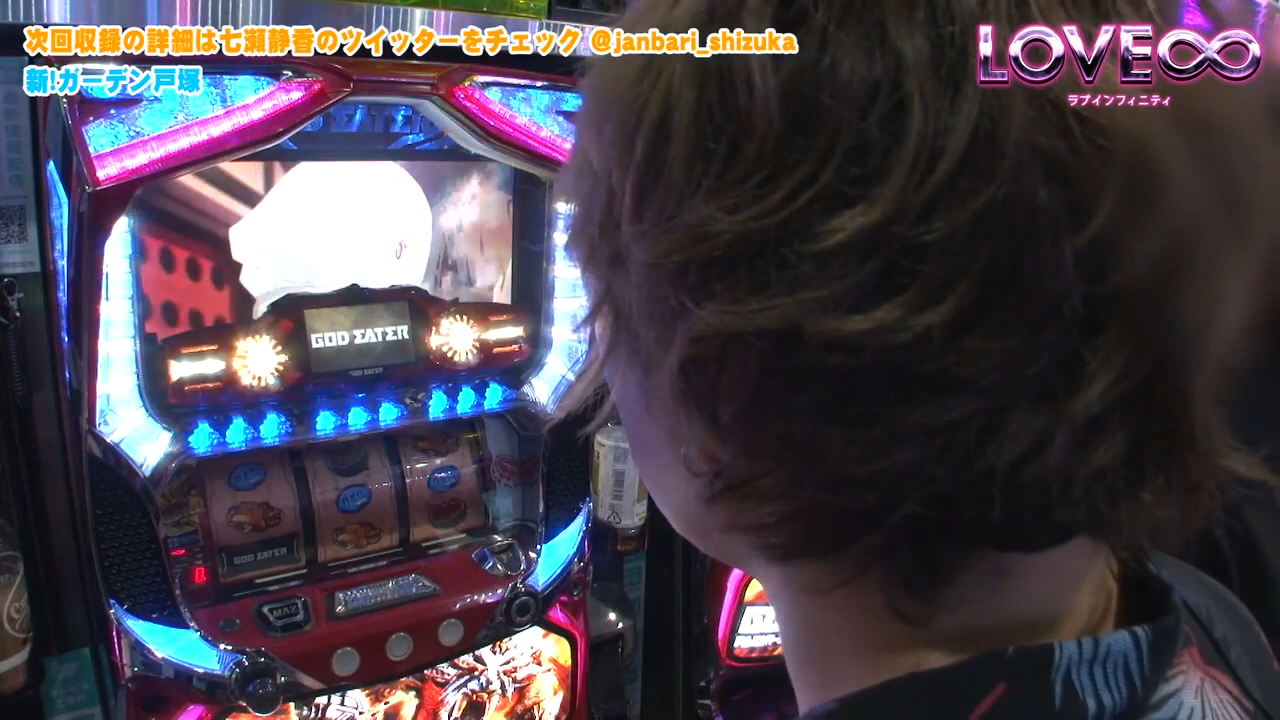 次回収録の詳細は七瀬静香のツイッターをチェック @janbari_shizuka
新!ガーデン戸塚
LOVE∞
ラブインフィニティ
GOD EATER
GOD EATER
GOD EATER
MAX